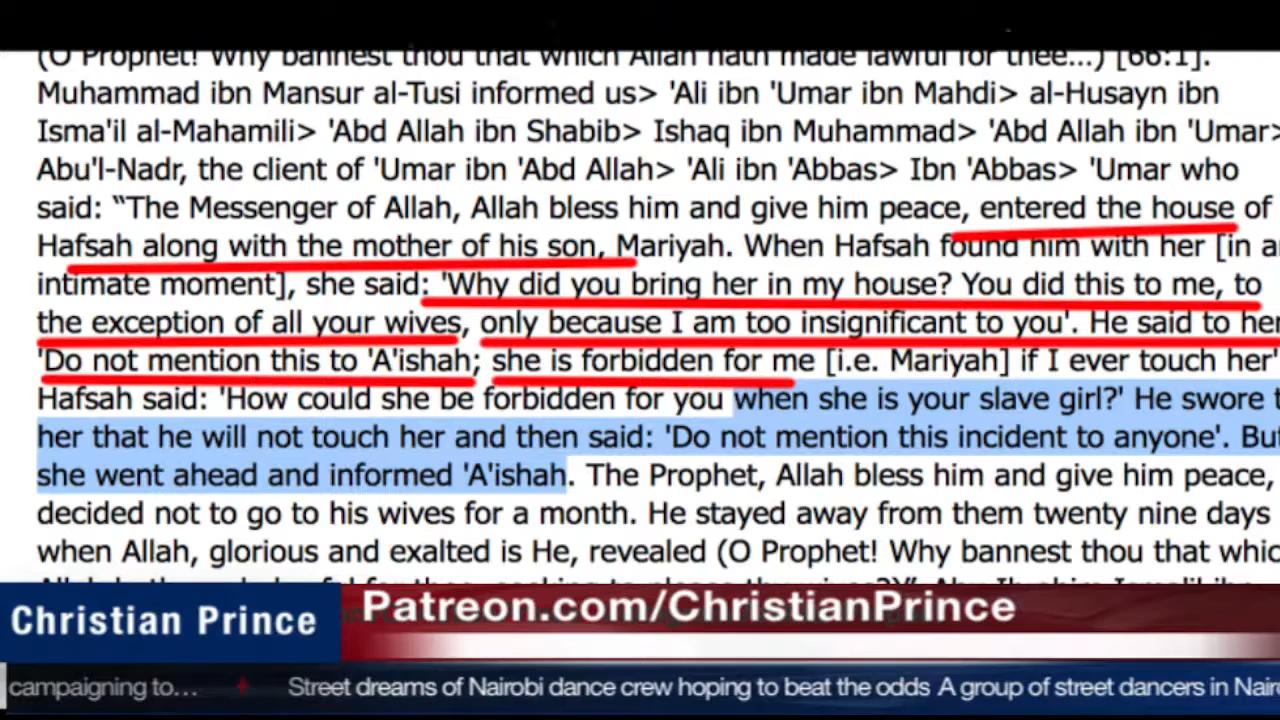 (O Prophet! Why bannest thou that which Allah hath made lawful for thee...) [66:1].
Muhammad ibn Mansur al-Tusi informed us> 'Ali ibn 'Umar ibn Mahdi> al-Husayn ibn
Isma'il al-Mahamili> 'Abd Allah ibn Shabib> Ishaq ibn Muhammad> 'Abd Allah ibn 'Umar>
Abu'l-Nadr, the client of 'Umar ibn 'Abd Allah> 'Ali ibn 'Abbas> Ibn 'Abbas> 'Umar who
said: “The Messenger of Allah, Allah bless him and give him peace, entered the house of
Hafsah along with the mother of his son, Mariyah. When Hafsah found him with her [in an
intimate moment], she said: 'Why did you bring her in my house? You did this to me, to
the exception of all your wives, only because I am too insignificant to you'. He said to her
'Do not mention this to 'A'ishah; she is forbidden for me [i.e. Mariyah] if I ever touch her'
Hafsah said: 'How could she be forbidden for you when she is your slave girl?' He swore t
her that he will not touch her and then said: 'Do not mention this incident to anyone'. But
she went ahead and informed 'A'ishah. The Prophet, Allah bless him and give him peace,
decided not to go to his wives for a month. He stayed away from them twenty nine days
when Allah, glorious and exalted is He, revealed (O Prophet! Why bannest thou that whic
Christian Prince
Patreon.com/ChristianPrince
campaigning to… Street dreams of Nairobi dance crew hoping to beat the odds A group of street dancers in Nair